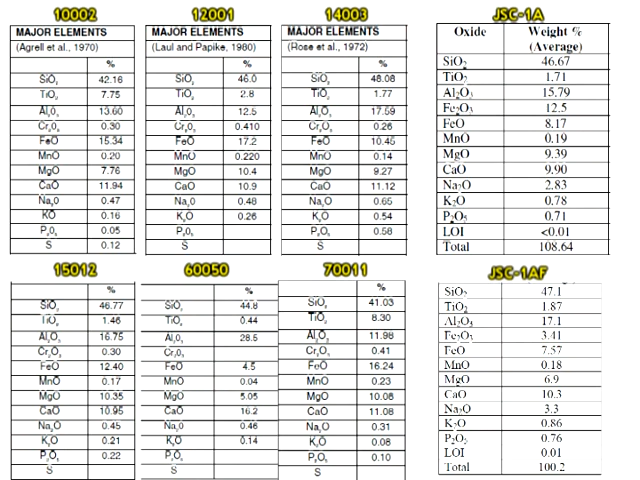 10002
MAJOR ELEMENTS
(Agrell et al., 1970)
%
SiO₂ 42.16
TiO₂ 7.75
Al₂0₃ 13.60
Cr₂0₃ 0.30
FeO 15.34
MnO 0.20
MgO 7.76
CaO 11.94
Na₂0 0.47
KO 0.16
P₂0₅ 0.05
S 0.12
12001
MAJOR ELEMENTS
(Laul and Papike, 1980)
%
SiO₂ 46.0
TiO₂ 2.8
Al₂0₃ 12.5
Cr₂0₃ 0.410
FeO 17.2
MnO 0.220
MgO 10.4
CaO 10.9
Na₂0 0.48
K₂O 0.26
P₂0₅
S
14003
MAJOR ELEMENTS
(Rose et al., 1972)
%
SiO₂ 48.08
TiO₂ 1.77
Al₂O₃ 17.59
Cr₂O₃ 0.26
FeO 10.45
MnO 0.14
MgO 9.27
CaO 11.12
Na₂O 0.65
K₂O 0.54
P₂O₅ 0.58
S
JSC-1A
Oxide Weight %
(Average)
SiO₂ 46.67
TiO₂ 1.71
Al₂O₃ 15.79
Fe₂O₃ 12.5
FeO 8.17
MnO 0.19
MgO 9.39
CaO 9.90
Na₂O 2.83
K₂O 0.78
P₂O₅ 0.71
LOI <0.01
Total 108.64
15012
%
SiO₂ 46.77
TiO₂ 1.46
Al₂O₃ 16.75
Cr₂O₃ 0.30
FeO 12.40
MnO 0.17
MgO 10.35
CaO 10.95
Na₂O 0.45
K₂O 0.21
P₂O₅ 0.22
S
60050
%
SiO₂ 44.8
TiO₂ 0.44
Al₂0₃ 28.5
Cr₂0₃
FeO 4.5
MnO 0.04
MgO 5.05
CaO 16.2
Na₂0 0.46
K₂O 0.14
P₂O₅
S
70011
%
SiO₂ 41.03
TiO₂ 8.30
Al₂O₃ 11.98
Cr₂O₃ 0.41
FeO 16.24
MnO 0.23
MgO 10.08
CaO 11.08
Na₂O 0.31
K₂O 0.08
P₂O₅ 0.10
S
JSC-1AF
SiO₂ 47.1
TiO₂ 1.87
Al₂O₃ 17.1
Fe₂O₃ 3.41
FeO 7.57
MnO 0.18
MgO 6.9
CaO 10.3
Na₂O 3.3
K₂O 0.86
P₂O₅ 0.76
LOI 0.01
Total 100.2